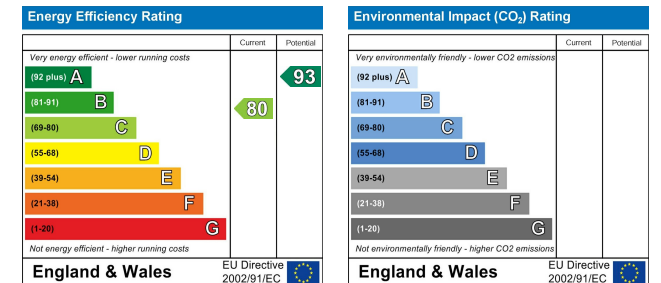 Energy Efficiency Rating
Current Potential
Very energy efficient - lower running costs
(92 plus) A
(81-91) B
(69-80) C
(55-68) D
(39-54) E
(21-38) F
(1-20) G
80
93
Not energy efficient - higher running costs
England & Wales
EU Directive
2002/91/EC
Environmental Impact (CO₂) Rating
Current Potential
Very environmentally friendly - lower CO2 emissions
(92 plus) A
(81-91) B
(69-80) C
(55-68) D
(39-54) E
(21-38) F
(1-20) G
Not environmentally friendly - higher CO2 emissions
England & Wales
EU Directive
2002/91/EC